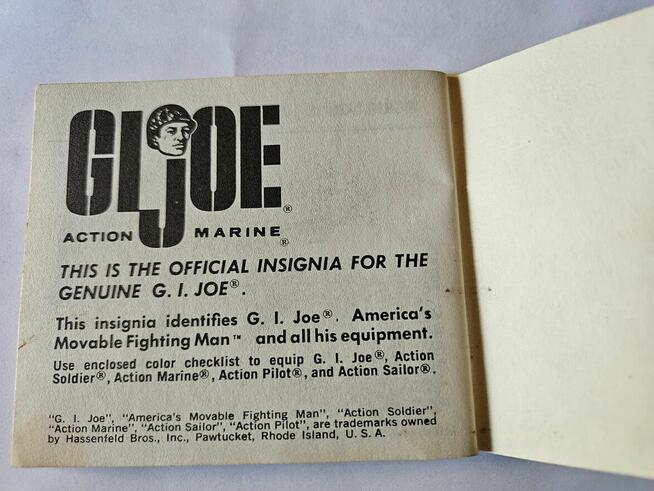 GI JOE®
ACTION MARINE®
THIS IS THE OFFICIAL INSIGNIA FOR THE
GENUINE G. I. JOE®.
This insignia identifies G. I. Joe®. America's
Movable Fighting Man™ and all his equipment.
Use enclosed color checklist to equip G. I. Joe®, Action
Soldier®, Action Marine®, Action Pilot®, and Action Sailor®.
"G. I. Joe", "America's Movable Fighting Man", "Action Soldier",
"Action Marine", "Action Sailor", "Action Pilot", are trademarks owned
by Hassenfeld Bros., Inc., Pawtucket, Rhode Island, U. S. A.